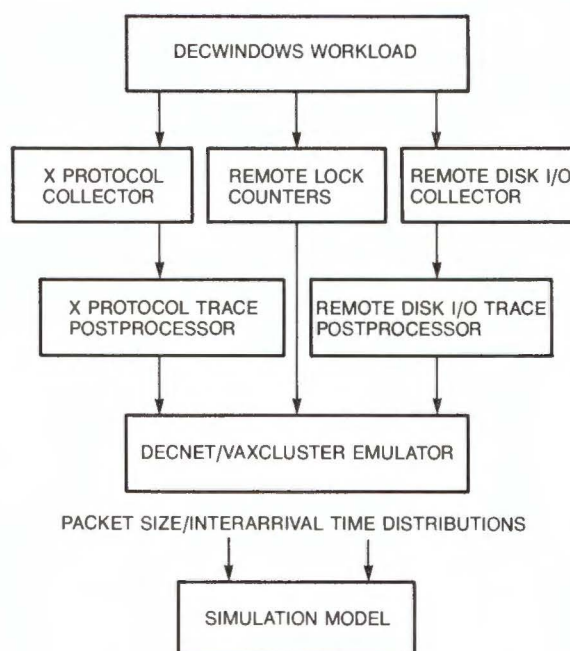 DECWINDOWS WORKLOAD
X PROTOCOL
COLLECTOR
REMOTE LOCK
COUNTERS
REMOTE DISK I/O
COLLECTOR
X PROTOCOL TRACE
POSTPROCESSOR
REMOTE DISK I/O TRACE
POSTPROCESSOR
DECNET/VAXCLUSTER EMULATOR
PACKET SIZE/INTERARRIVAL TIME DISTRIBUTIONS
SIMULATION MODEL